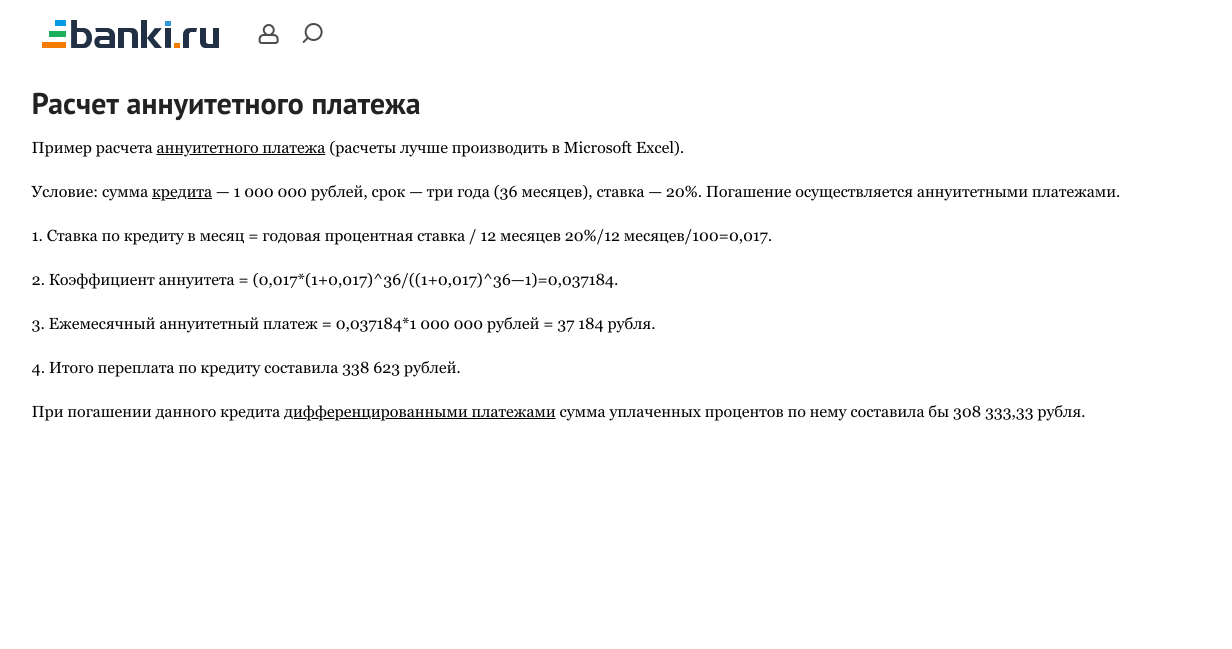 banki.ru
Расчет аннуитетного платежа
Пример расчета аннуитетного платежа (расчеты лучше производить в Microsoft Excel).
Условие: сумма кредита — 1 000 000 рублей, срок — три года (36 месяцев), ставка — 20%. Погашение осуществляется аннуитетными платежами.
1. Ставка по кредиту в месяц = годовая процентная ставка / 12 месяцев 20%/12 месяцев/100=0,017.
2. Коэффициент аннуитета = (0,017*(1+0,017)^36/((1+0,017)^36—1)=0,037184.
3. Ежемесячный аннуитетный платеж = 0,037184*1 000 000 рублей = 37 184 рубля.
4. Итого переплата по кредиту составила 338 623 рублей.
При погашении данного кредита дифференцированными платежами сумма уплаченных процентов по нему составила бы 308 333,33 рубля.